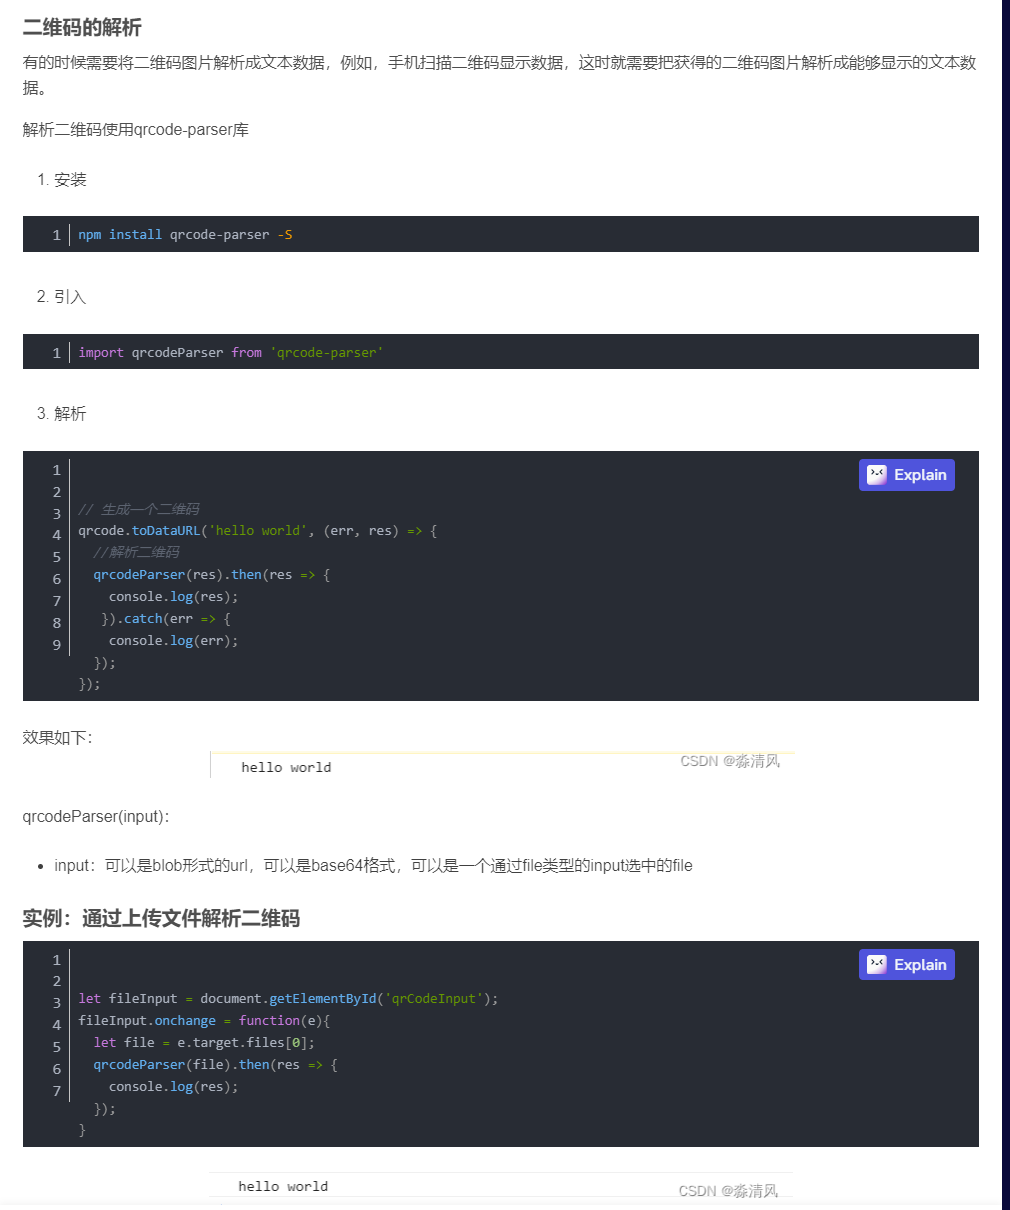 二维码的解析
有的时候需要将二维码图片解析成文本数据，例如，手机扫描二维码显示数据，这时就需要把获得的二维码图片解析成能够显示的文本数
据。
解析二维码使用qrcode-parser库
1. 安装
1 npm install qrcode-parser -S
2. 引入
1 import qrcodeParser from 'qrcode-parser'
3. 解析
Explain
1
2
3 // 生成一个二维码
4 qrcode.toDataURL('hello world', (err, res) => {
5 //解析二维码
6 qrcodeParser(res).then(res => {
7 console.log(res);
8 }).catch(err => {
9 console.log(err);
});
});
效果如下：
hello world
CSDN @淼清风
qrcodeParser(input)：
• input：可以是blob形式的url，可以是base64格式，可以是一个通过file类型的input选中的file
实例：通过上传文件解析二维码
Explain
1
2
3 let fileInput = document.getElementById('qrCodeInput');
4 fileInput.onchange = function(e){
5 let file = e.target.files[0];
6 qrcodeParser(file).then(res => {
7 console.log(res);
});
}
hello world
CSDN @淼清风